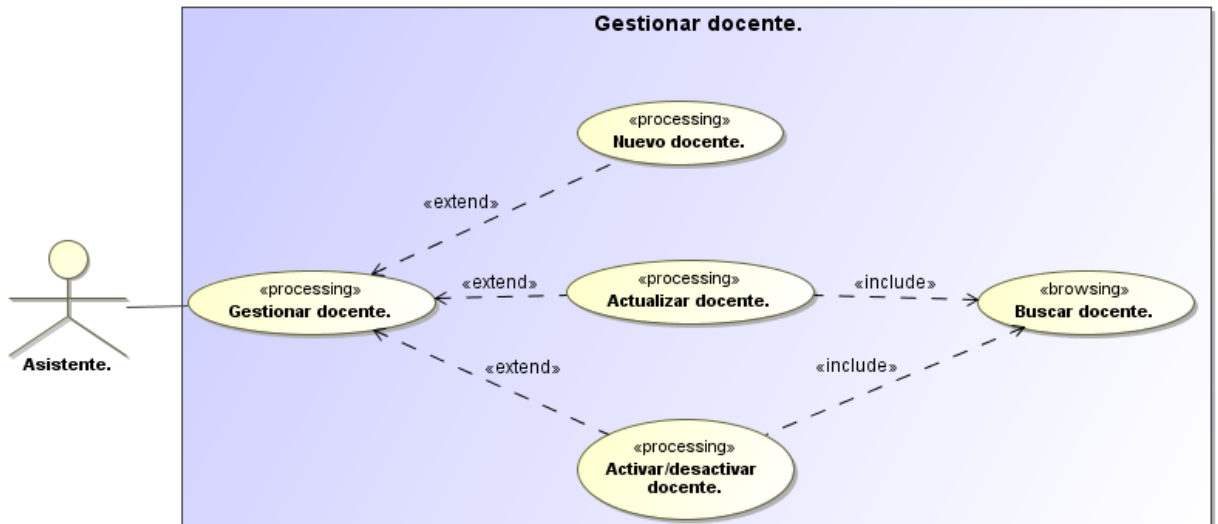 Gestionar docente.
«processing»
Nuevo docente.
«extend»
«processing»
Gestionar docente.
«extend»
«processing»
Actualizar docente.
«include»
«browsing»
Buscar docente.
Asistente.
«extend»
«include»
«processing»
Activar/desactivar
docente.